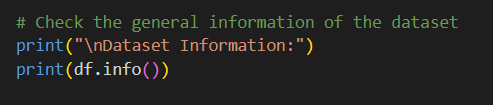 # Check the general information of the dataset
print("\nDataset Information:")
print(df.info())